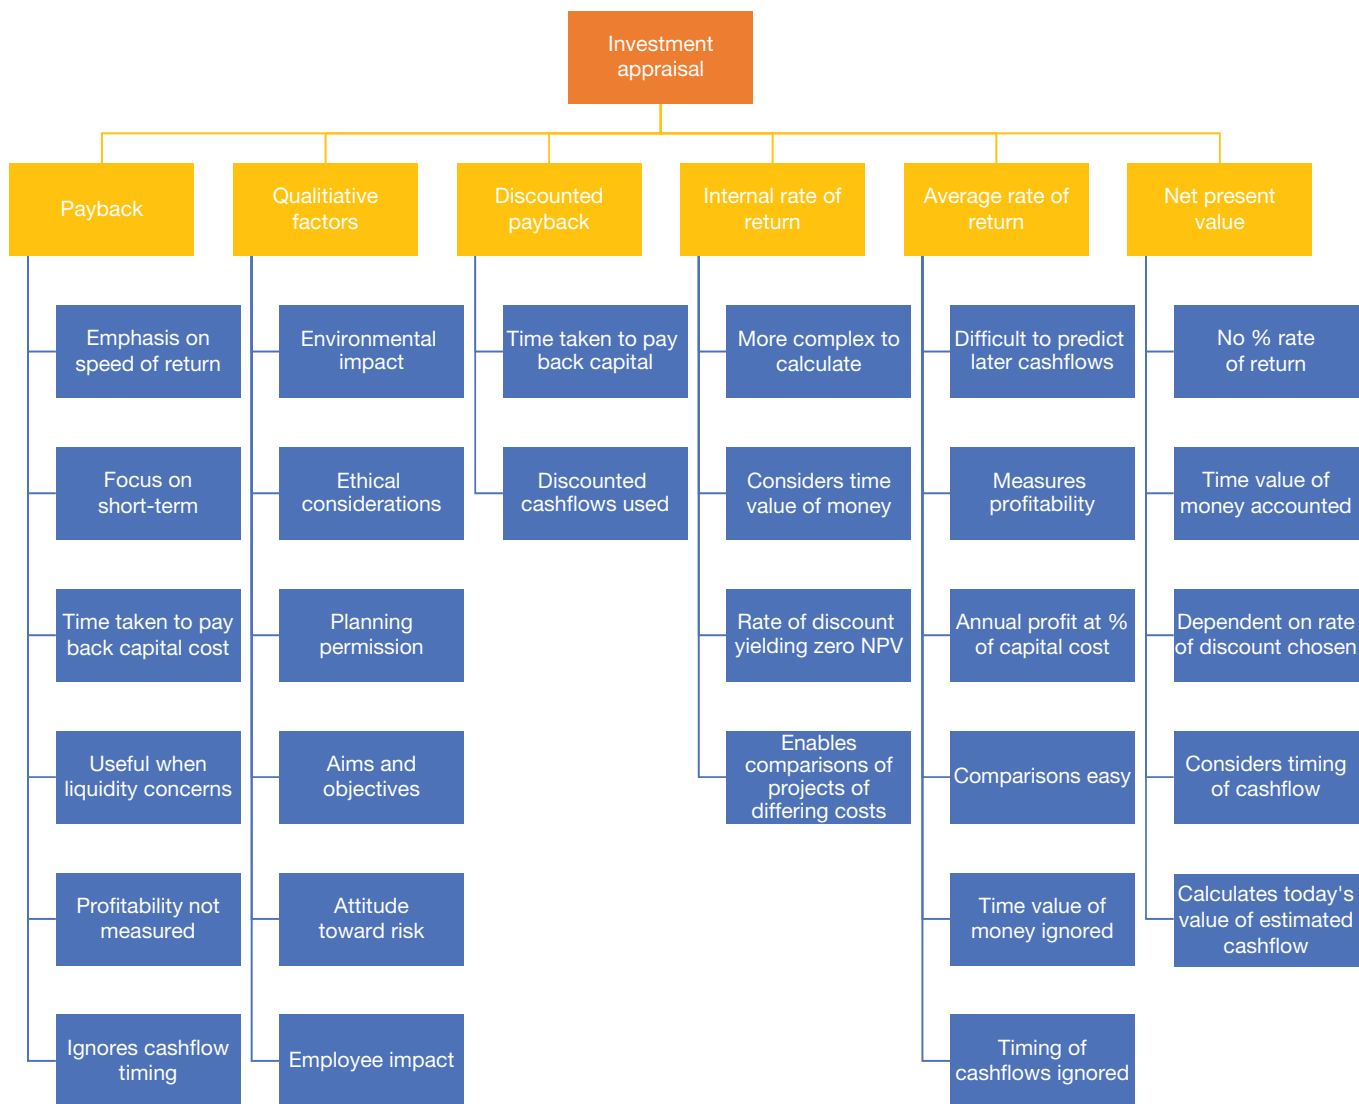 Investment
appraisal
Payback
Emphasis on
speed of return
Focus on
short-term
Time taken to pay
back capital cost
Useful when
liquidity concerns
Profitability not
measured
Ignores cashflow
timing
Qualitiative
factors
Environmental
impact
Ethical
considerations
Planning
permission
Aims and
objectives
Attitude
toward risk
Employee impact
Discounted
payback
Time taken to pay
back capital
Discounted
cashflows used
Internal rate of
return
More complex to
calculate
Considers time
value of money
Rate of discount
yielding zero NPV
Enables
comparisons of
projects of
differing costs
Average rate of
return
Difficult to predict
later cashflows
Measures
profitability
Annual profit at %
of capital cost
Comparisons easy
Time value of
money ignored
Timing of
cashflows ignored
Net present
value
No % rate
of return
Time value of
money accounted
Dependent on rate
of discount chosen
Considers timing
of cashflow
Calculates today's
value of estimated
cashflow